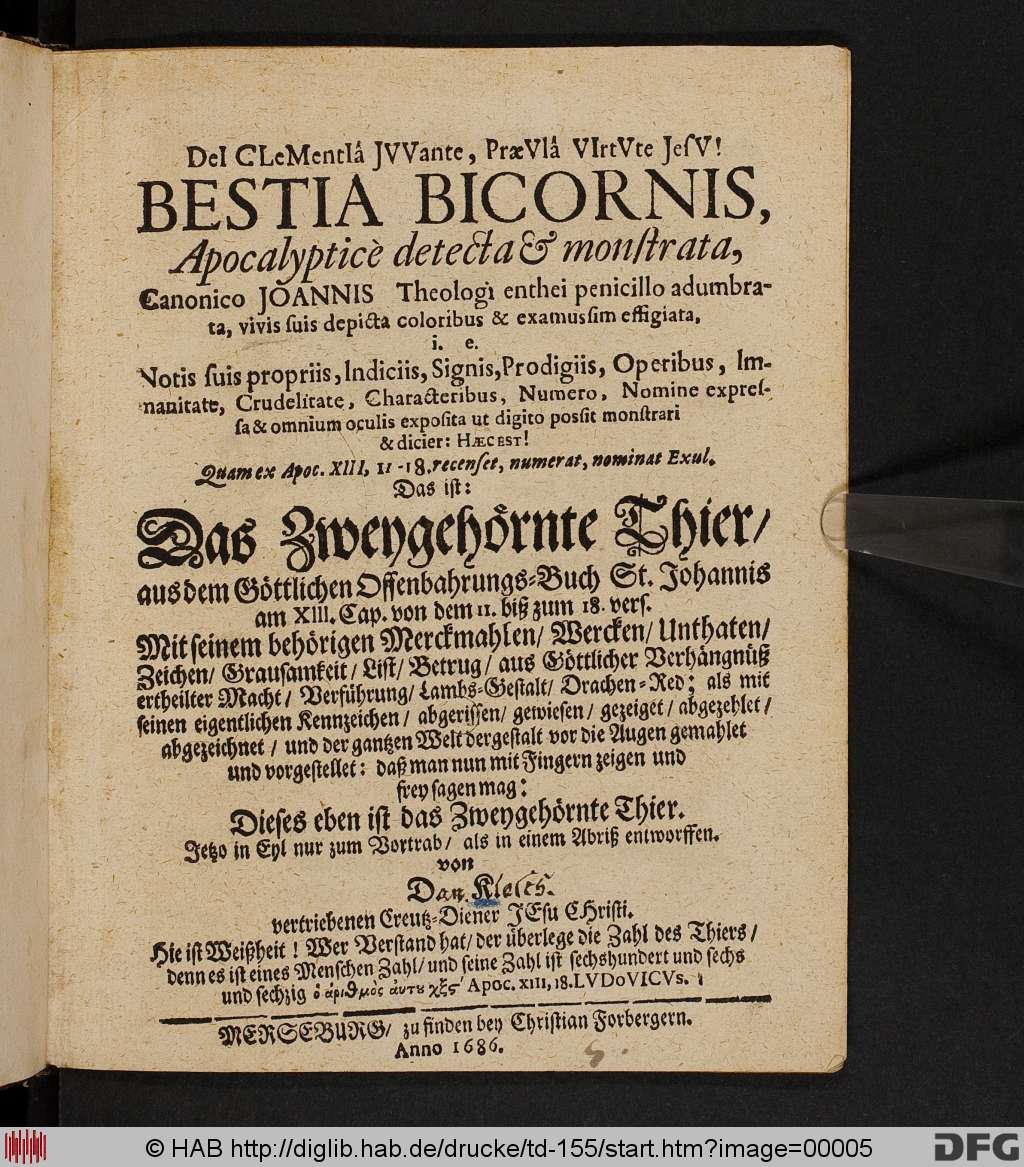 DeI CLeMentIâ JVVante, PræVIâ VIrtVte JeſV!
BESTIA BICORNIS,
Apocalypticè detecta & monſtrata,
Canonico JOANNIS Theologi enthei penicillo adumbra-
ta, vivis ſuis depicta coloribus & examusſim effigiata,
i. e.
Notis ſuis propriis, Indiciis, Signis, Prodigiis, Operibus, Im-
manitate, Crudelitate, Characteribus, Numero, Nomine expreſ-
ſa & omnium oculis expoſita ut digito possit monstrari
& dicier: HÆC EST!
Quam ex Apoc. XIII, 11-18. recenſet, numerat, nominat Exul.
Das iſt:
Das Zweygehörnte Thier/
aus dem Göttlichen Offenbahrungs-Buch St. Johannis
am XIII. Cap. von dem 11. biß zum 18. verſ.
Mit ſeinem behörigen Merckmahlen/ Wercken/ Unthaten/
Zeichen/ Grauſamkeit/ Liſt/ Betrug/ aus Göttlicher Verhängnüß
ertheilter Macht/ Verführung/ Lambs-Geſtalt/ Drachen-Red; als mit
ſeinen eigentlichen Kennzeichen/ abgeriſſen/ gewieſen/ gezeiget/ abgezehlet/
abgezeichnet/ und der gantzen Welt dergeſtalt vor die Augen gemahlet
und vorgeſtellet: daß man nun mit Fingern zeigen und
frey ſagen mag:
Dieſes eben iſt das Zweygehörnte Thier.
Jetzo in Eyl nur zum Vortrab/ als in einem Abriß entworffen.
von
Dan. Kleſch.
vertriebenen Creutz-Diener JEſu CHriſti.
Hie iſt Weißheit! Wer Verſtand hat/ der überlege die Zahl des Thiers/
denn es iſt eines Menſchen Zahl/ und ſeine Zahl iſt ſechshundert und ſechs
und ſechzig ὁ ἀριθμὸς ἀυτȣ χξϛ' Apoc. XIII, 18. LVDoVICVs.
MERSEBURG/ zu finden bey Chriſtian Forbergern.
Anno 1686.
© HAB http://diglib.hab.de/drucke/td-155/start.htm?image=00005
DFG